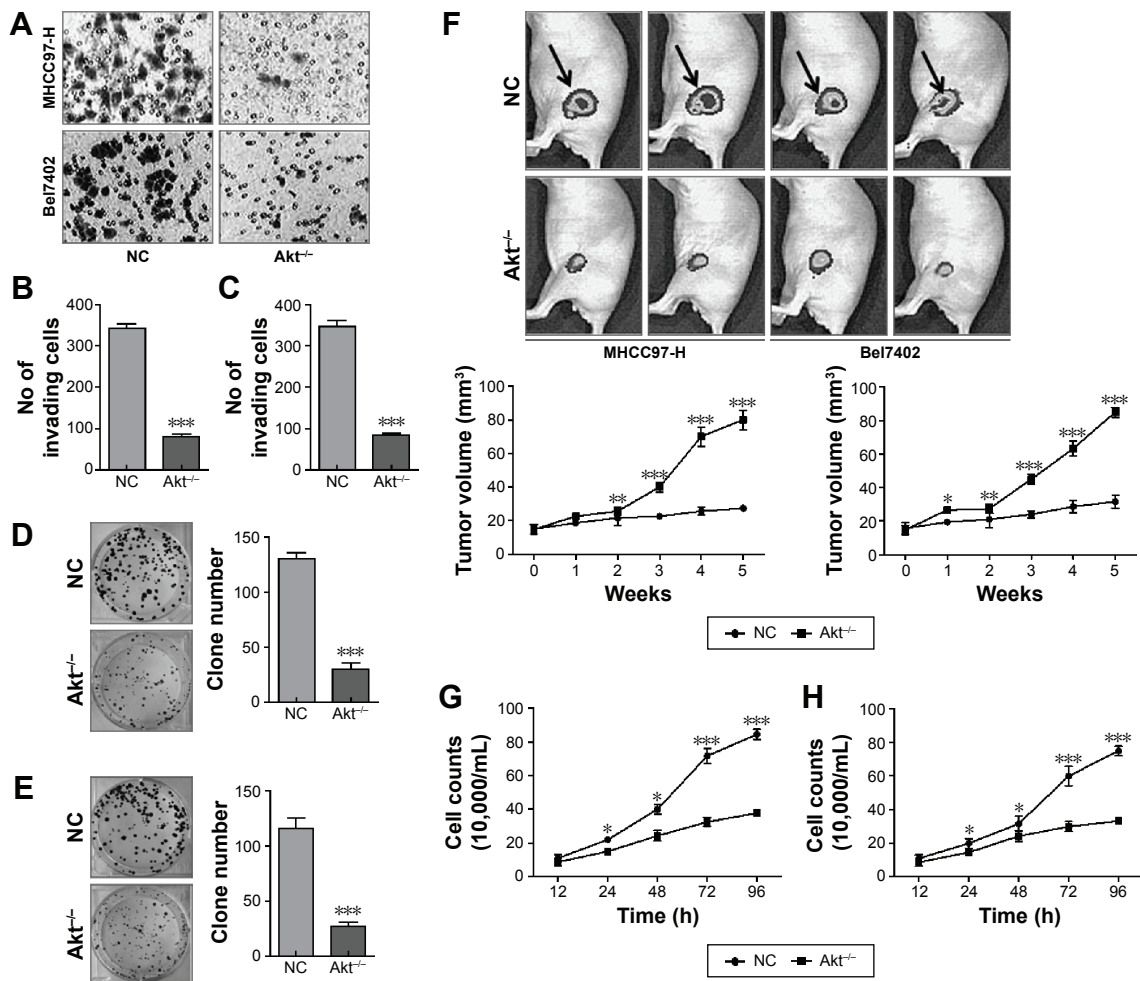 A
MHCC97-H
Bel7402
NC
Akt–/–
B
No of
invading cells
400
300
200
100
0
***
NC
Akt–/–
C
No of
invading cells
400
300
200
100
0
***
NC
Akt–/–
D
NC
Akt–/–
Clone number
150
100
50
0
***
NC
Akt–/–
E
NC
Akt–/–
Clone number
150
100
50
0
***
NC
Akt–/–
F
NC
Akt–/–
MHCC97-H
Bel7402
Tumor volume (mm³)
100
80
60
40
20
0
**
***
***
***
0 1 2 3 4 5
Weeks
Tumor volume (mm³)
100
80
60
40
20
0
*
**
***
***
***
0 1 2 3 4 5
Weeks
NC Akt–/–
G
Cell counts
(10,000/mL)
100
80
60
40
20
0
*
*
***
***
12 24 48 72 96
Time (h)
H
Cell counts
(10,000/mL)
100
80
60
40
20
0
*
*
***
***
12 24 48 72 96
Time (h)
NC Akt–/–